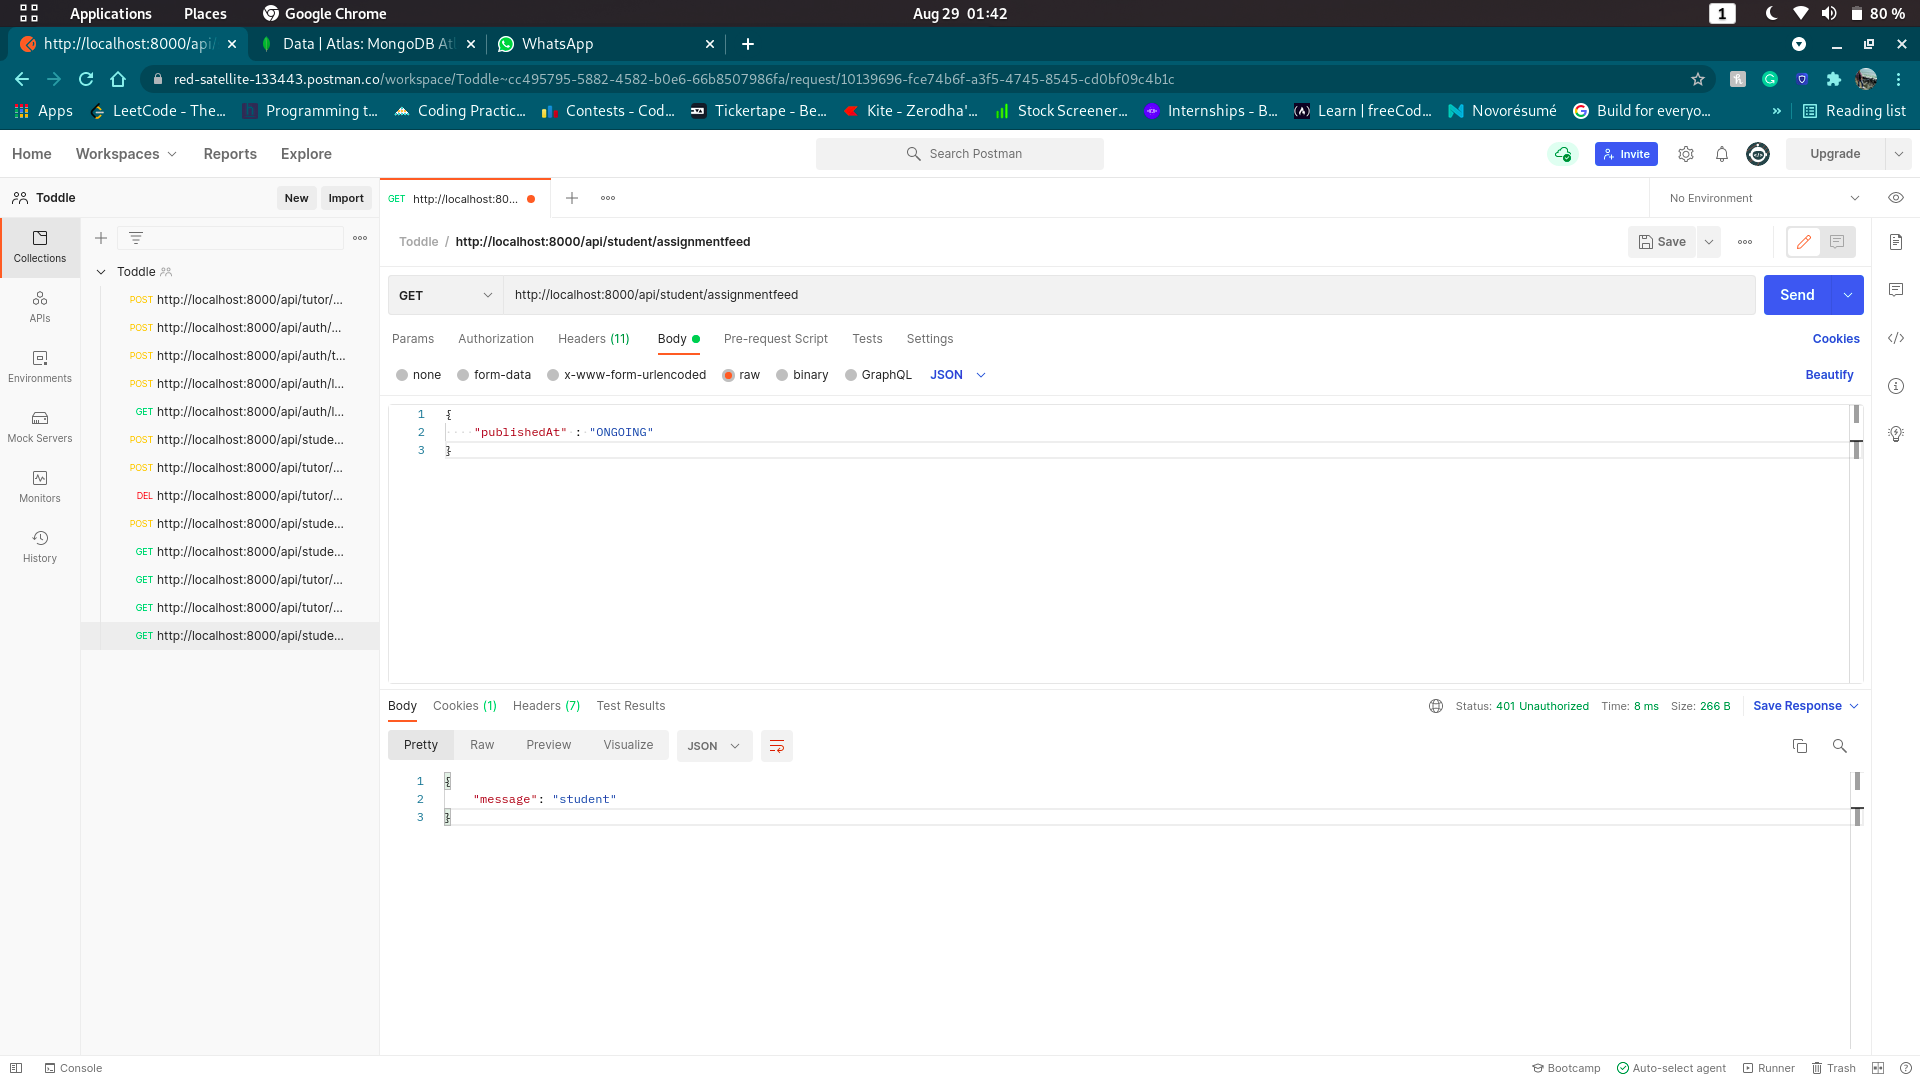 Applications Places Google Chrome Aug 29 01:42 1 80 %
http://localhost:8000/api/ Data | Atlas: MongoDB Atl WhatsApp
red-satellite-133443.postman.co/workspace/Toddle~cc495795-5882-4582-b0e6-66b8507986fa/request/10139696-fce74b6f-a3f5-4745-8545-cd0bf09c4b1c
Apps LeetCode - The... Programming t... Coding Practic... Contests - Cod... Tickertape - Be... Kite - Zerodha'... Stock Screener... Internships - B... Learn | freeCod... Novorésumé Build for everyo... » Reading list
Home Workspaces Reports Explore Search Postman Invite Upgrade
Toddle New Import GET http://localhost:80... No Environment
Collections
APIs
Environments
Mock Servers
Monitors
History
Toddle
POST http://localhost:8000/api/tutor/...
POST http://localhost:8000/api/auth/...
POST http://localhost:8000/api/auth/t...
POST http://localhost:8000/api/auth/l...
GET http://localhost:8000/api/auth/l...
POST http://localhost:8000/api/stude...
POST http://localhost:8000/api/tutor/...
DEL http://localhost:8000/api/tutor/...
POST http://localhost:8000/api/stude...
GET http://localhost:8000/api/stude...
GET http://localhost:8000/api/tutor/...
GET http://localhost:8000/api/tutor/...
GET http://localhost:8000/api/stude...
Toddle / http://localhost:8000/api/student/assignmentfeed Save
GET http://localhost:8000/api/student/assignmentfeed Send
Params Authorization Headers (11) Body Pre-request Script Tests Settings Cookies
none form-data x-www-form-urlencoded raw binary GraphQL JSON Beautify
1 {
2 "publishedAt" : "ONGOING"
3 }
Body Cookies (1) Headers (7) Test Results Status: 401 Unauthorized Time: 8 ms Size: 266 B Save Response
Pretty Raw Preview Visualize JSON
1 {
2 "message": "student"
3 }
Console Bootcamp Auto-select agent Runner Trash